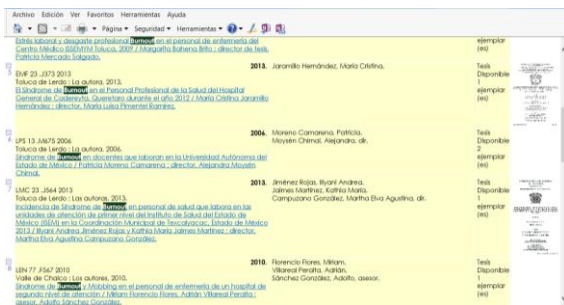 Archivo Edición Ver Favoritos Herramientas Ayuda
Página Seguridad Herramientas
Estrés laboral y desgaste profesional Burnout en el personal de enfermería del
Centro Médico ISSEMYM Toluca, 2009 / Margarita Bahena Brito ; director de tesis,
Patricia Mercado Salgado.
ejemplar
(es)
5
2013. Jaramillo Hernández, María Cristina.
Tesis
Disponible
1
ejemplar
(es)
EMF 23 .J373 2013
Toluca de Lerdo : La autora, 2013.
El Síndrome de Burnout en el Personal Profesional de la Salud del Hospital
General de Cadereyta, Queretaro durante el año 2012 / María Cristina Jaramillo
Hernández ; director, María Luisa Pimentel Ramírez.
6
2006. Moreno Camarena, Patricia.
Moysén Chimal, Alejandra, dir.
Tesis
Disponible
2
ejemplar
(es)
LPS 13 .M675 2006
Toluca de Lerdo : La autora, 2006.
Síndrome de Burnout en docentes que laboran en la Universidad Autónoma del
Estado de México / Patricia Moreno Camarena ; director, Alejandra Moysén
Chimal.
7
2013. Jiménez Rojas, Illyani Andrea.
Jaimes Martínez, Kathia María.
Campuzano González, Martha Elva Agustina, dir.
Tesis
Disponible
1
ejemplar
(es)
LMC 23 .J564 2013
Toluca de Lerdo : Las autoras, 2013.
Incidencia de Síndrome de Burnout en personal de salud que labora en las
unidades de atención de primer nivel del Instituto de Salud del Estado de
México (ISEM) en la Coordinación Municipal de Texcalyacac, Estado de México
2013 / Illyani Andrea Jiménez Rojas y Kathia María Jaimes Martínez ; director,
Martha Elva Agustina Campuzano González.
8
2010. Florencio Flores, Miriam.
Villareal Peralta, Adrián.
Sánchez González, Adolfo, asesor.
Tesis
Disponible
1
ejemplar
(es)
LEN 77 .F567 2010
Valle de Chalco : Los autores, 2010.
Síndrome de Burnout y Mobbing en el personal de enfermería de un hospital de
segundo nivel de atención / Miriam Florencio Flores, Adrián Villareal Peralta ;
asesor, Adolfo Sánchez González.